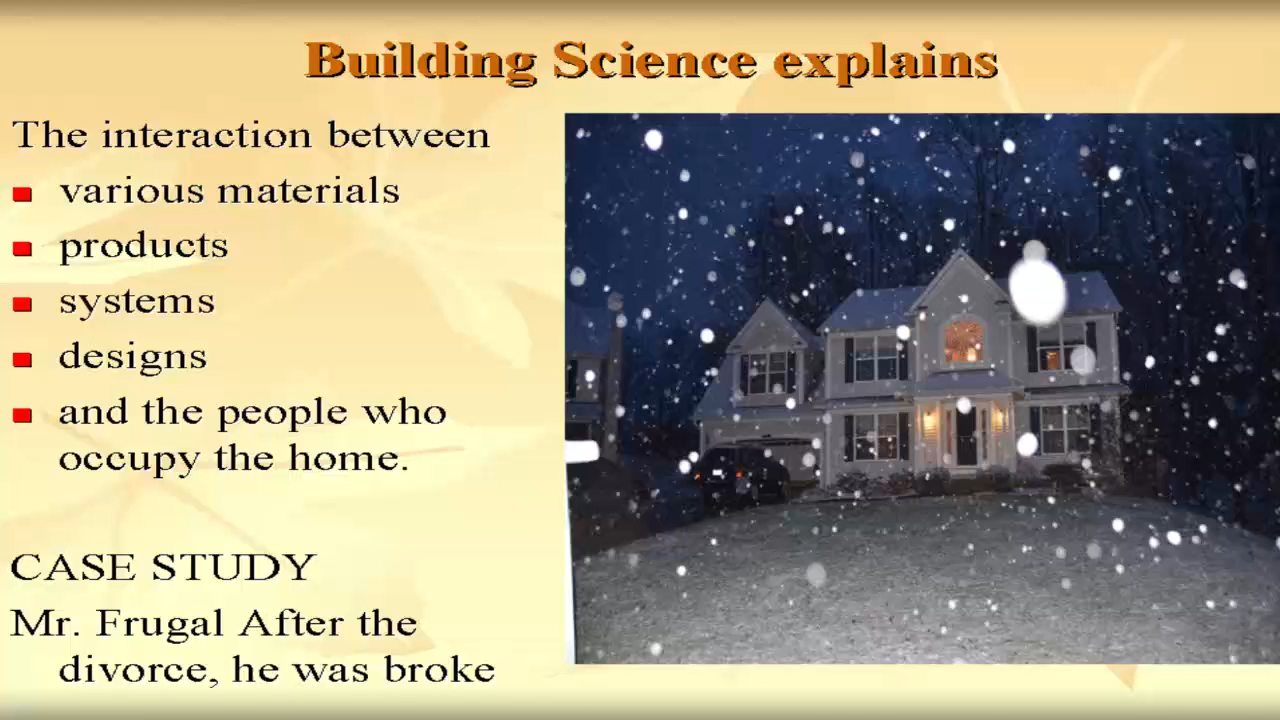 Building Science explains
The interaction between
various materials
products
systems
designs
and the people who
occupy the home.
CASE STUDY
Mr. Frugal After the
divorce, he was broke